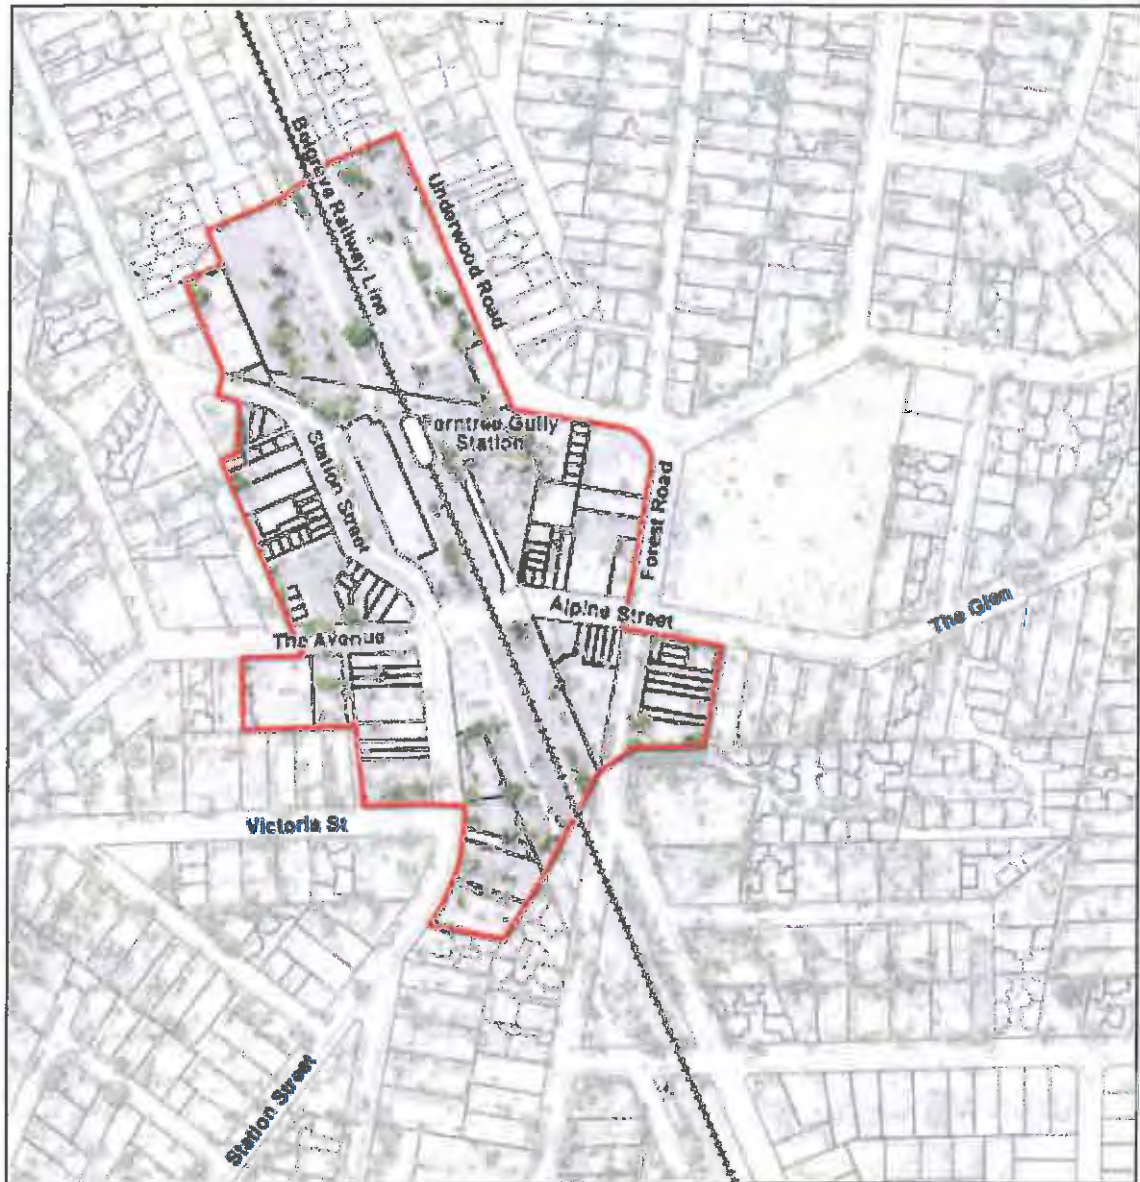 Belgrave Railway Line
Underwood Road
Ferntree Gully
Station
Station Street
Forest Road
Alpine Street
The Glen
The Avenue
Victoria St
Station Street